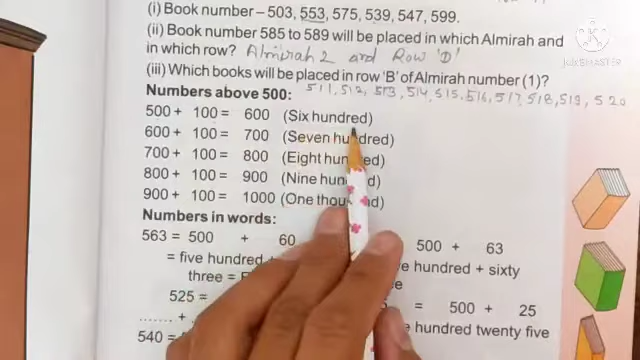 (i) Book number – 503, 553, 575, 539, 547, 599.
(ii) Book number 585 to 589 will be placed in which Almirah and
in which row? Almirah 2 and Row 'D'
(iii) Which books will be placed in row 'B' of Almirah number (1)?
511, 512, 513, 514, 515, 516, 517, 518, 519, 520
Numbers above 500:
500 + 100 = 600 (Six hundred)
600 + 100 = 700 (Seven hundred)
700 + 100 = 800 (Eight hundred)
800 + 100 = 900 (Nine hund d)
900 + 100 = 1000 (One thou d)
Numbers in words:
563 = 500 + 60 500 + 63
= five hundred e hundred + sixty
three =
525 = = 500 + 25
........ + e hundred twenty five
540 =
KINEMASTER